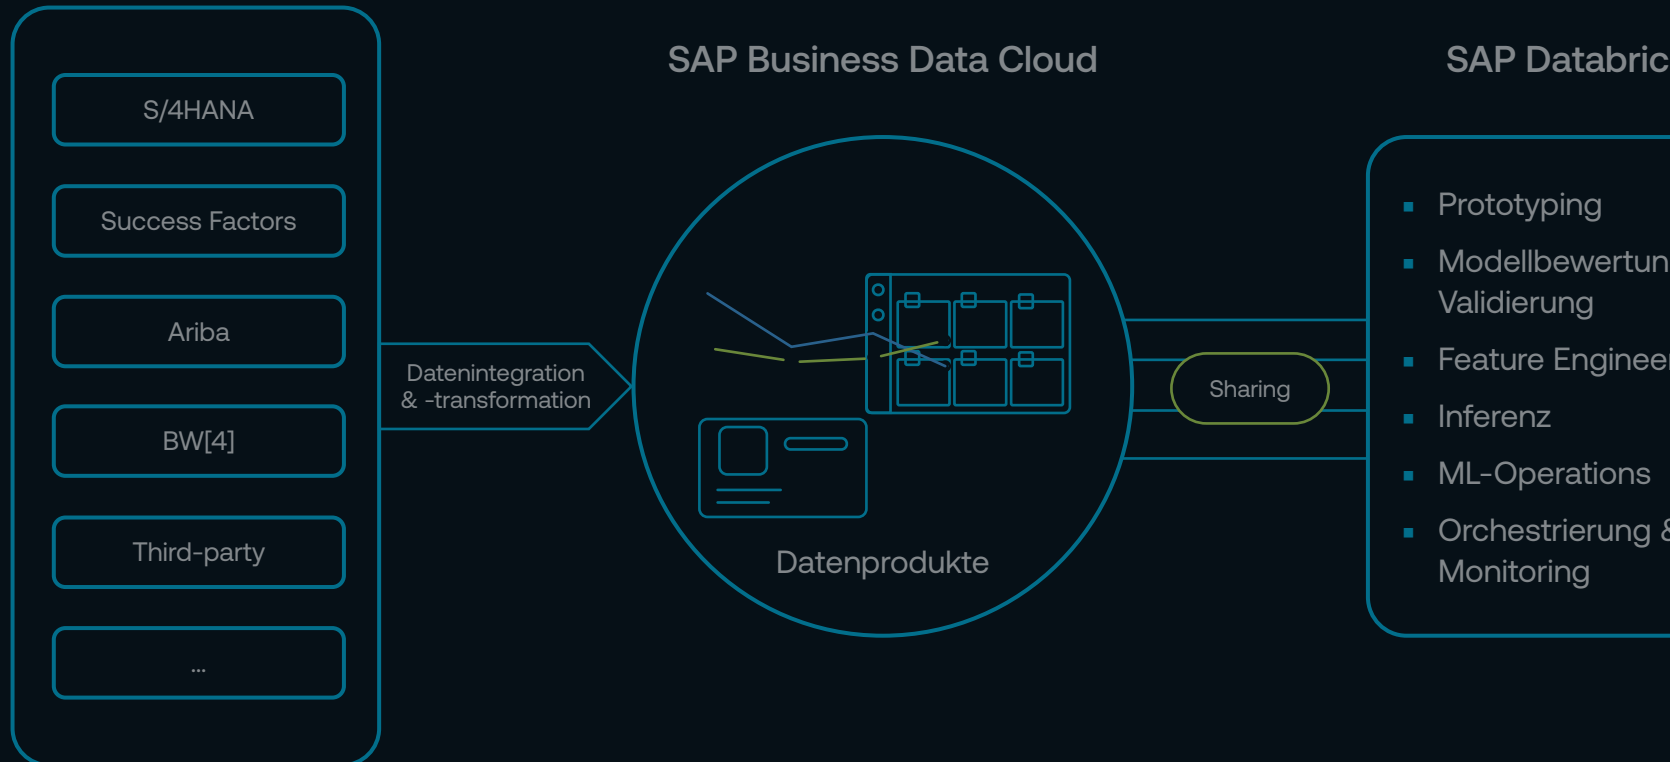 S/4HANA
Success Factors
Ariba
BW[4]
Third-party
...
Datenintegration
& -transformation
SAP Business Data Cloud
Datenprodukte
Sharing
SAP Databric
Prototyping
Modellbewertun
Validierung
Feature Engineer
Inferenz
ML-Operations
Orchestrierung &
Monitoring